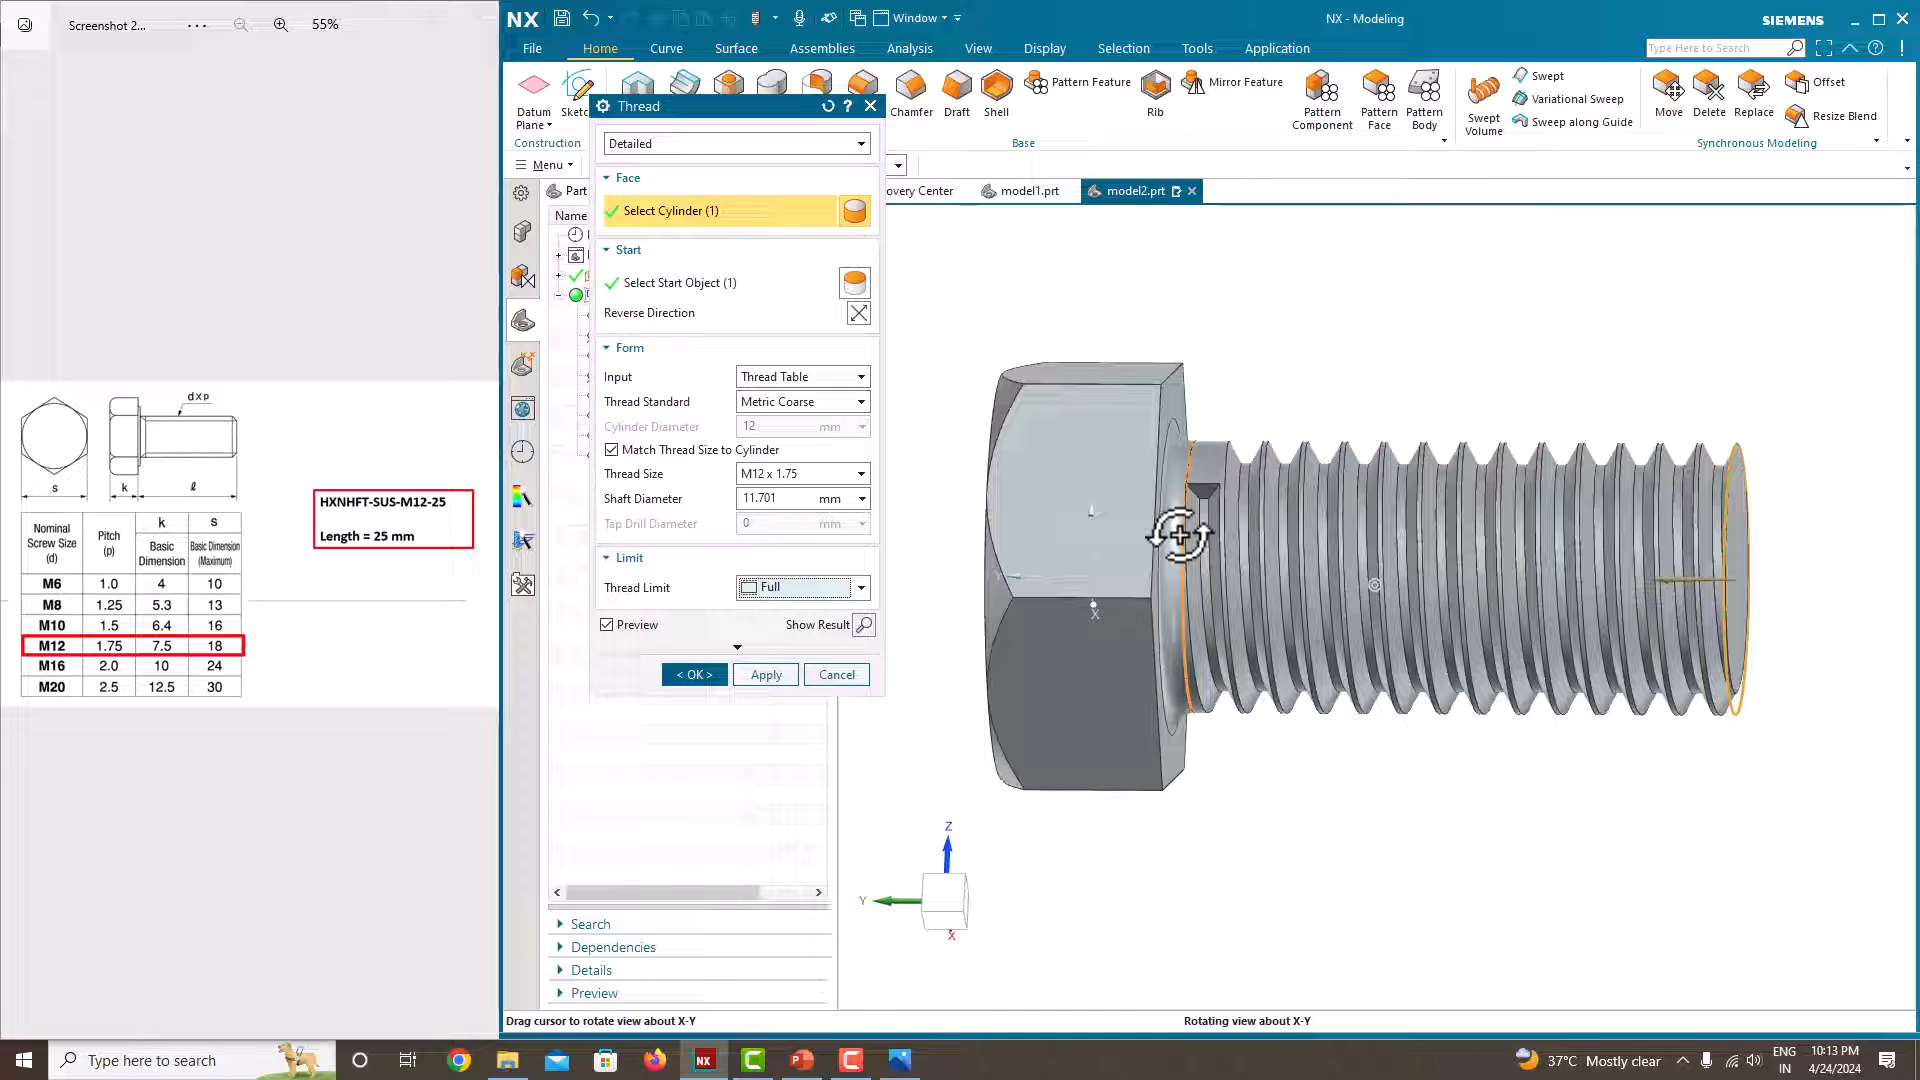 Screenshot 2...
55%
d×p
s
k
ℓ
HXNHFT-SUS-M12-25
Length = 25 mm
Nominal Screw Size (d) Pitch (p) k Basic Dimension s Basic Dimension (Maximum)
M6 1.0 4 10
M8 1.25 5.3 13
M10 1.5 6.4 16
M12 1.75 7.5 18
M16 2.0 10 24
M20 2.5 12.5 30
NX
Window
NX - Modeling
SIEMENS
File Home Curve Surface Assemblies Analysis View Display Selection Tools Application
Type Here to Search
Datum Plane
Sketc
Chamfer
Draft
Shell
Pattern Feature
Rib
Mirror Feature
Pattern Component
Pattern Face
Pattern Body
Swept Volume
Swept
Variational Sweep
Sweep along Guide
Move
Delete
Replace
Offset
Resize Blend
Construction
Base
Synchronous Modeling
Menu
Part
overy Center
model1.prt
model2.prt
Name
Thread
Detailed
Face
Select Cylinder (1)
Start
Select Start Object (1)
Reverse Direction
Form
Input Thread Table
Thread Standard Metric Coarse
Cylinder Diameter 12 mm
Match Thread Size to Cylinder
Thread Size M12 x 1.75
Shaft Diameter 11.701 mm
Tap Drill Diameter 0 mm
Limit
Thread Limit Full
Preview Show Result
< OK > Apply Cancel
X
Z
Y
X
Search
Dependencies
Details
Preview
Drag cursor to rotate view about X-Y
Rotating view about X-Y
Type here to search
NX
37°C Mostly clear
ENG
IN
10:13 PM
4/24/2024